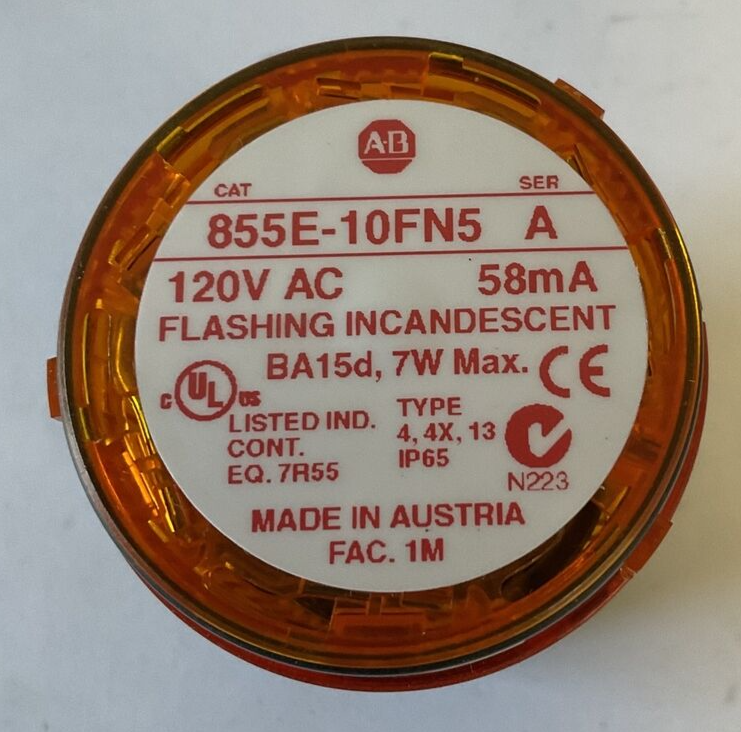 A-B
CAT SER
855E-10FN5 A
120V AC 58mA
FLASHING INCANDESCENT
BA15d, 7W Max. CE
C UL US
LISTED IND.
CONT.
EQ. 7R55
TYPE
4, 4X, 13
IP65
N223
MADE IN AUSTRIA
FAC. 1M